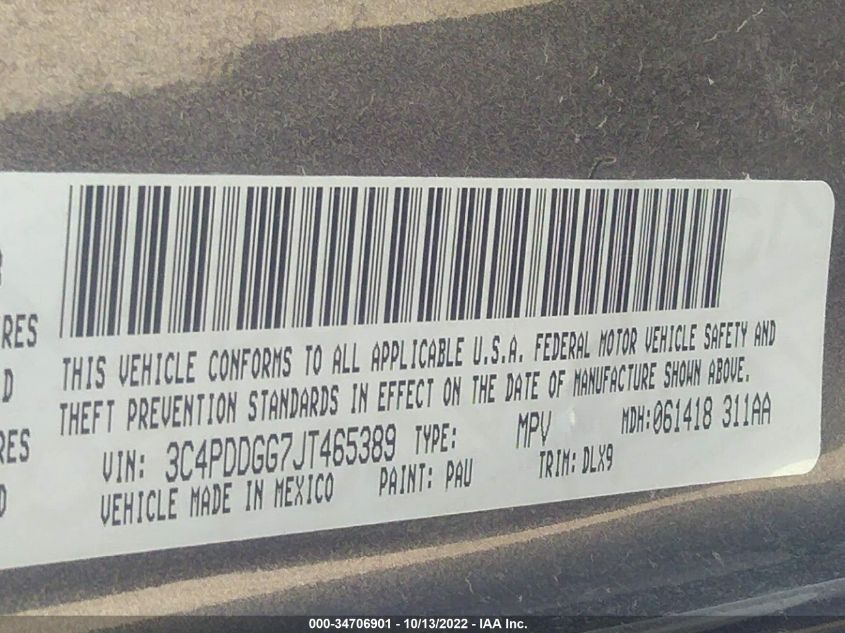 RES
D
RES
D
THIS VEHICLE CONFORMS TO ALL APPLICABLE U.S.A. FEDERAL MOTOR VEHICLE SAFETY AND
THEFT PREVENTION STANDARDS IN EFFECT ON THE DATE OF MANUFACTURE SHOWN ABOVE.
VIN: 3C4PDDGG7JT465389 TYPE: MPV MDH:061418 311AA
VEHICLE MADE IN MEXICO PAINT: PAU TRIM: DLX9
000-34706901 - 10/13/2022 - IAA Inc.